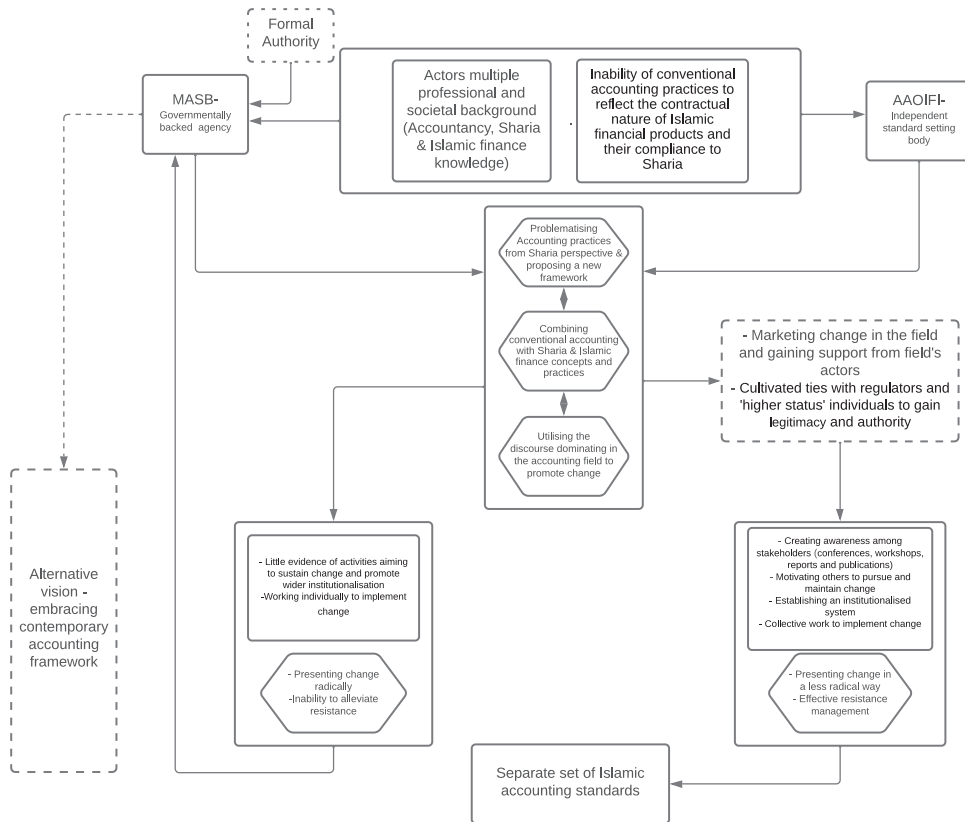 Formal
Authority
MASB-
Governmentally
backed agency
Actors multiple
professional and
societal background
(Accountancy, Sharia
& Islamic finance
knowledge)
.
Inability of conventional
accounting practices to
reflect the contractual
nature of Islamic
financial products and
their compliance to
Sharia
AAOIFI-
Independent
standard setting
body
Problematising
Accounting practices
from Sharia perspective &
proposing a new
framework
Combining
conventional accounting
with Sharia & Islamic
finance concepts and
practices
Utilising the
discourse dominating in
the accounting field to
promote change
- Marketing change in the field
and gaining support from field's
actors
- Cultivated ties with regulators and
'higher status' individuals to gain
legitimacy and authority
Alternative
vision -
embracing
contemporary
accounting
framework
- Little evidence of activities aiming
to sustain change and promote
wider institutionalisation
-Working individually to implement
change
- Presenting change
radically
- Inability to alleviate
resistance
- Creating awareness among
stakeholders (conferences, workshops,
reports and publications)
- Motivating others to pursue and
maintain change
- Establishing an institutionalised
system
- Collective work to implement change
- Presenting change in
a less radical way
- Effective resistance
management
Separate set of Islamic
accounting standards